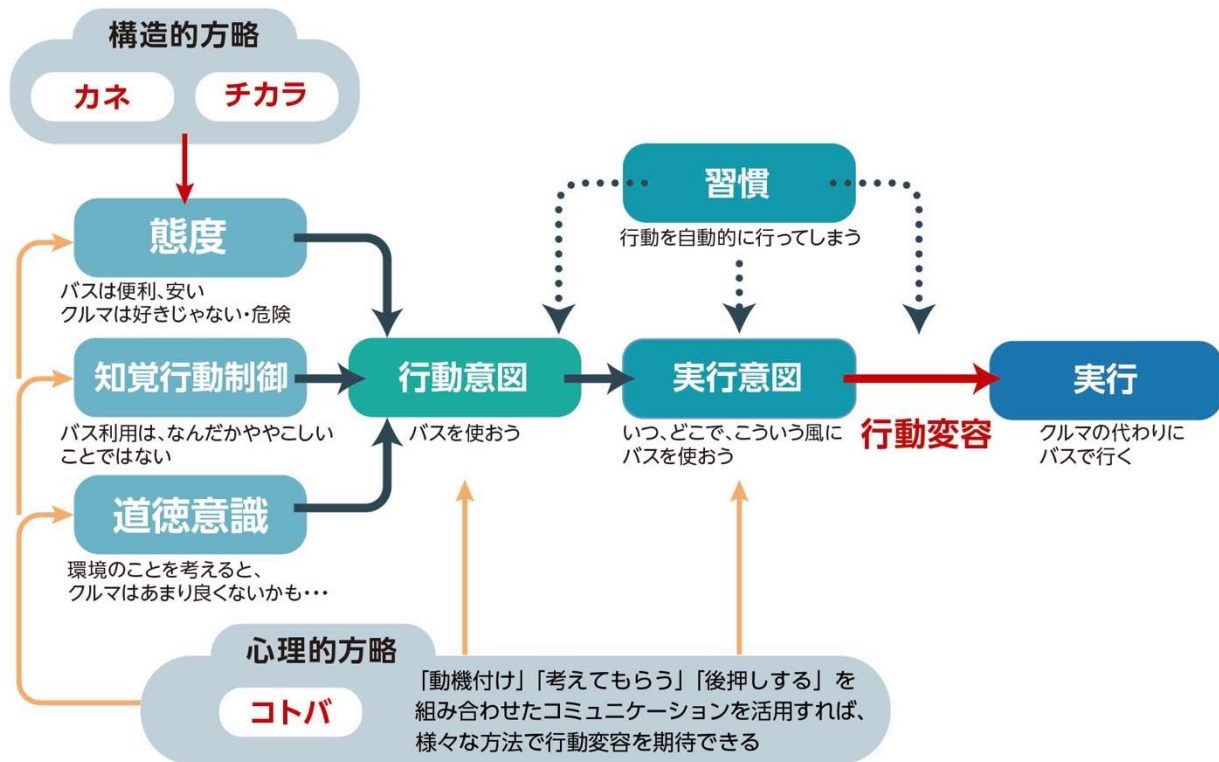 構造的方略
カネ
チカラ
態度
バスは便利、安い
クルマは好きじゃない・危険
知覚行動制御
バス利用は、なんだかややこしい
ことではない
道徳意識
環境のことを考えると、
クルマはあまり良くないかも・・・
行動意図
バスを使おう
習慣
行動を自動的に行ってしまう
実行意図
いつ、どこで、こういう風に
バスを使おう
行動変容
実行
クルマの代わりに
バスで行く
心理的方略
コトバ
「動機付け」「考えてもらう」「後押しする」を
組み合わせたコミュニケーションを活用すれば、
様々な方法で行動変容を期待できる